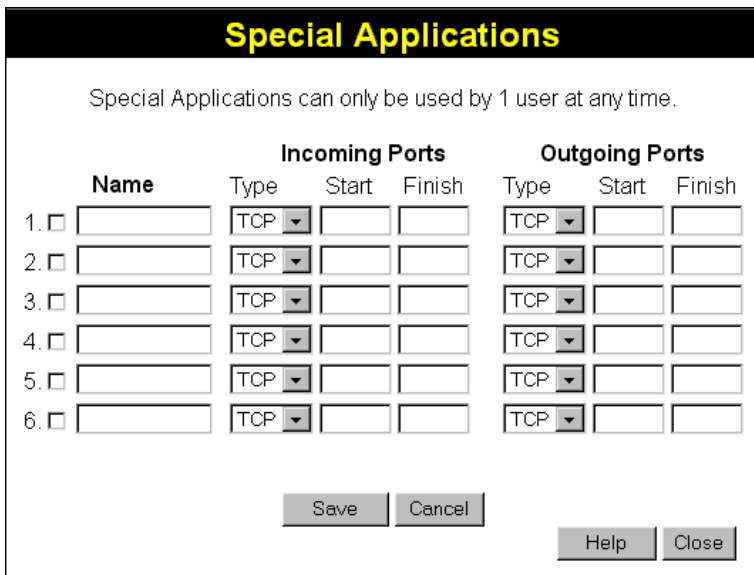 Special Applications
Special Applications can only be used by 1 user at any time.
Incoming Ports Outgoing Ports
Name Type Start Finish Type Start Finish
1. TCP TCP
2. TCP TCP
3. TCP TCP
4. TCP TCP
5. TCP TCP
6. TCP TCP
Save Cancel
Help Close